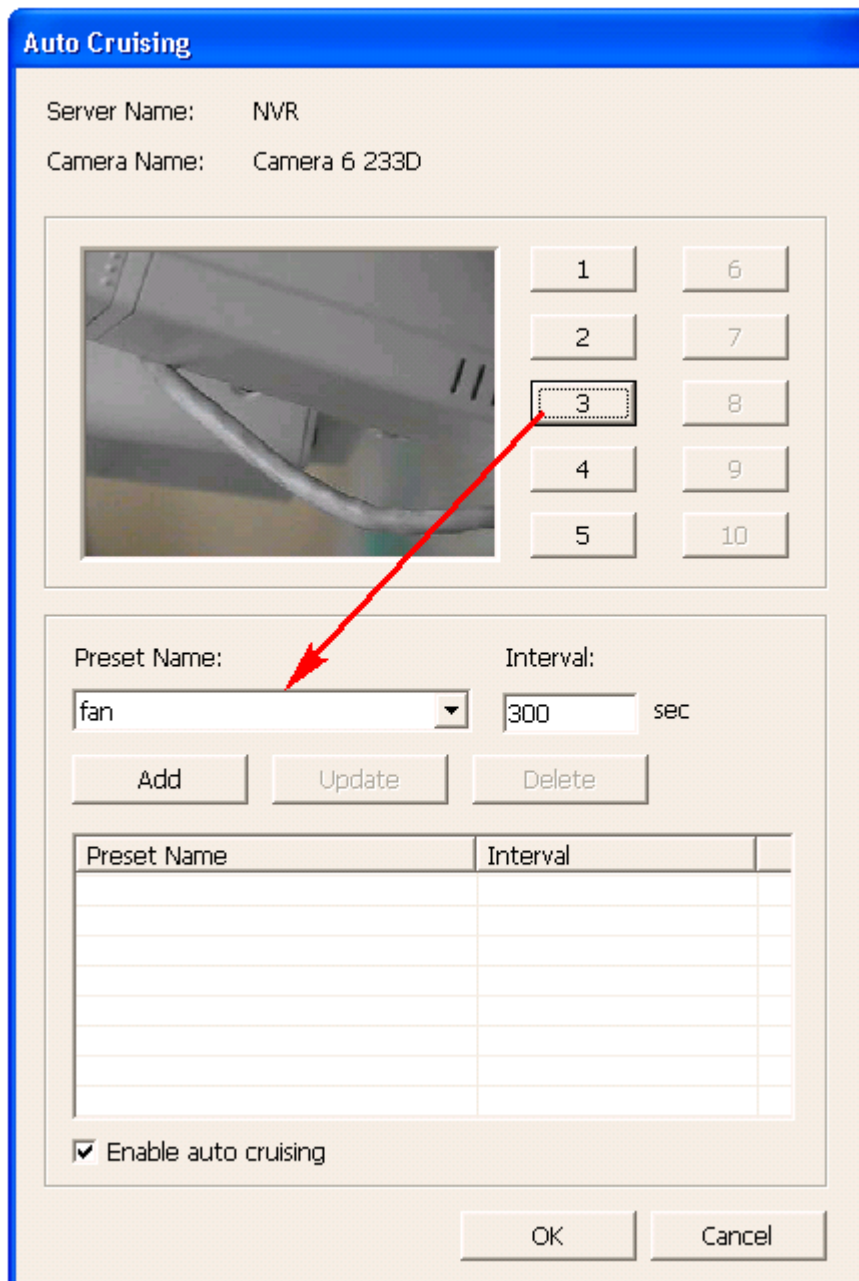 Auto Cruising
Server Name: NVR
Camera Name: Camera 6 233D
1 6
2 7
3 8
4 9
5 10
Preset Name: Interval:
fan 300 sec
Add Update Delete
Preset Name Interval
Enable auto cruising
OK Cancel